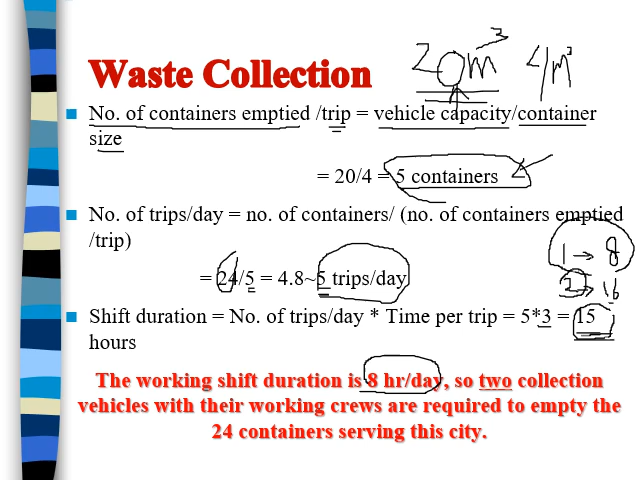 20m³ 4m³
Waste Collection
No. of containers emptied /trip = vehicle capacity/container
size
= 20/4 = 5 containers
No. of trips/day = no. of containers/ (no. of containers emptied
/trip)
= 24/5 = 4.8~5 trips/day
1 → 8
2 → 16
Shift duration = No. of trips/day * Time per trip = 5*3 = 15
hours
The working shift duration is 8 hr/day, so two collection
vehicles with their working crews are required to empty the
24 containers serving this city.